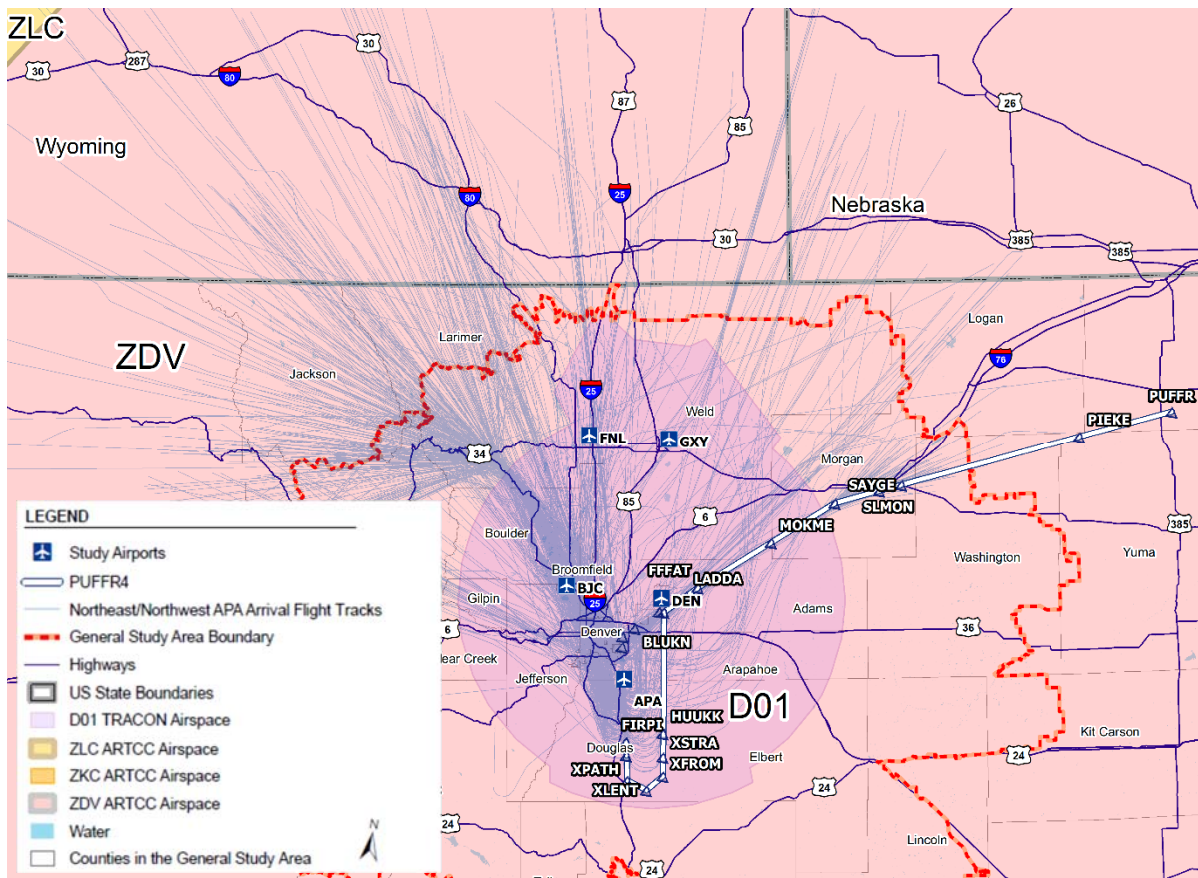 ZLC
30
287
30
80
87
85
26
Wyoming
80
25
Nebraska
30
385
385
Larimer
Logan
ZDV
Jackson
76
25
PUFFR
Weld
PIEKE
FNL
GXY
34
Morgan
SAYGE
SLMON
85
6
385
MOKME
Boulder
Washington
Yuma
FFFAT
LADDA
Broomfield
BJC
Gilpin
25
DEN
Adams
6
Denver
BLUKN
36
Jefferson
Arapahoe
APA
D01
FIRPI
HUUKK
Douglas
XSTRA
Elbert
Kit Carson
XPATH
XFROM
24
XLENT
24
24
Lincoln
24
LEGEND
Study Airports
PUFFR4
Northeast/Northwest APA Arrival Flight Tracks
General Study Area Boundary
Highways
US State Boundaries
D01 TRACON Airspace
ZLC ARTCC Airspace
ZKC ARTCC Airspace
ZDV ARTCC Airspace
Water
Counties in the General Study Area
N